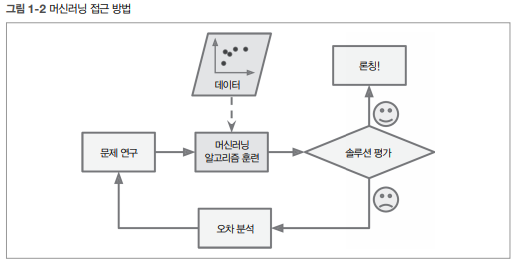 그림 1-2 머신러닝 접근 방법
데이터
론칭!
문제 연구
머신러닝
알고리즘 훈련
솔루션 평가
오차 분석